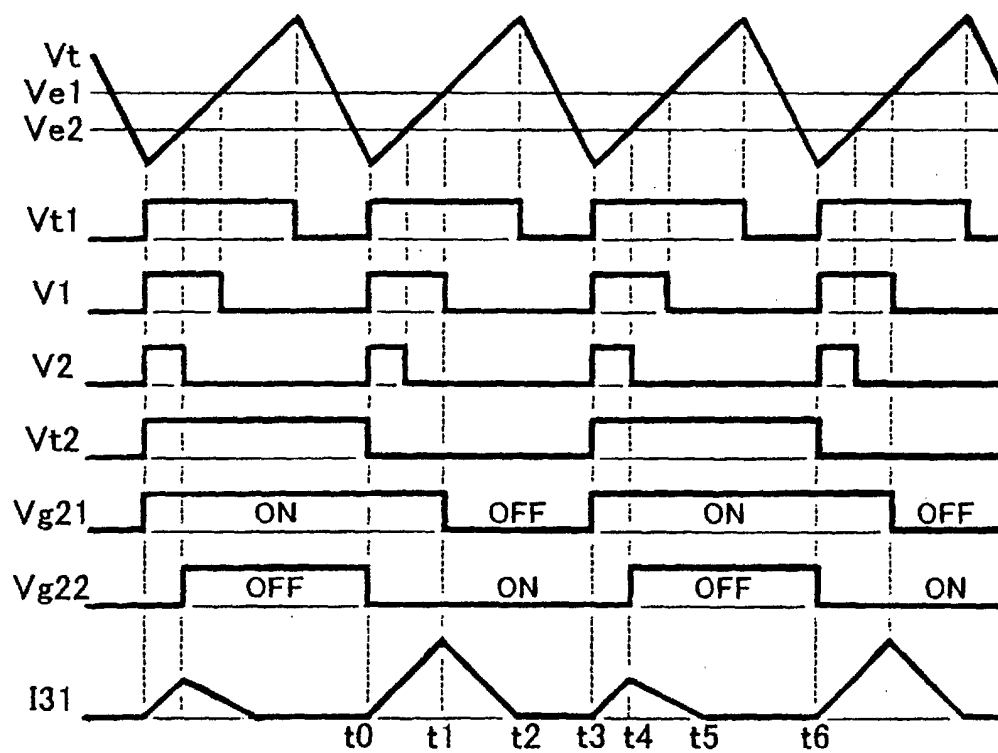 Vt
Ve1
Ve2
Vt1
V1
V2
Vt2
Vg21 ON OFF ON OFF
Vg22 OFF ON OFF ON
I31
t0 t1 t2 t3 t4 t5 t6